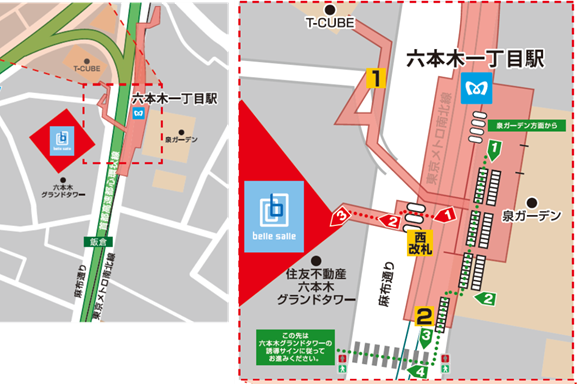 T-CUBE
六本木一丁目駅
泉ガーデン
belle salle
六本木
グランドタワー
飯倉
麻布通り
東京メトロ南北線
T-CUBE
1
六本木一丁目駅
東京メトロ南北線
泉ガーデン方面から
1
泉ガーデン
3
2
1
西
改札
belle salle
住友不動産
六本木
グランドタワー
麻布通り
2
2
3
4
この先は
六本木グランドタワーの
誘導サインに従って
お進みください。